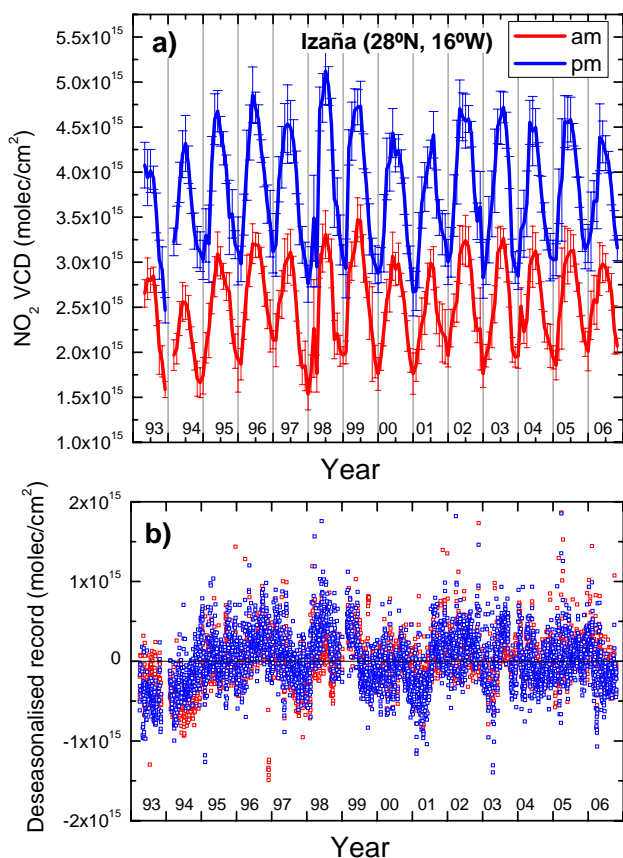 a)
Izaña (28ºN, 16ºW)
am
pm
5.5x10¹⁵
5.0x10¹⁵
4.5x10¹⁵
4.0x10¹⁵
3.5x10¹⁵
3.0x10¹⁵
2.5x10¹⁵
2.0x10¹⁵
1.5x10¹⁵
1.0x10¹⁵
NO₂ VCD (molec/cm²)
93 94 95 96 97 98 99 00 01 02 03 04 05 06
Year
b)
2x10¹⁵
1x10¹⁵
0
-1x10¹⁵
-2x10¹⁵
Deseasonalised record (molec/cm²)
93 94 95 96 97 98 99 00 01 02 03 04 05 06
Year